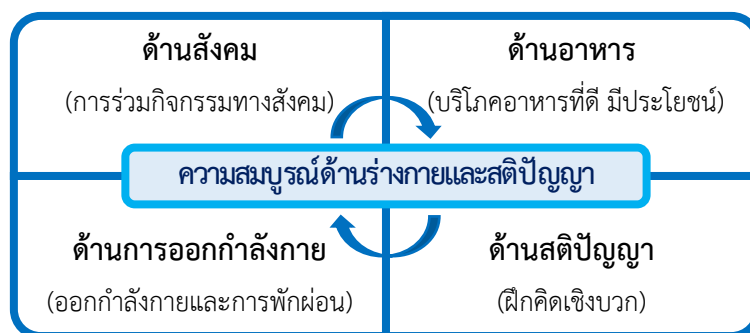 ด้านสังคม
(การร่วมกิจกรรมทางสังคม)
ด้านอาหาร
(บริโภคอาหารที่ดี มีประโยชน์)
ความสมบูรณ์ด้านร่างกายและสติปัญญา
ด้านการออกกำลังกาย
(ออกกำลังกายและการพักผ่อน)
ด้านสติปัญญา
(ฝึกคิดเชิงบวก)